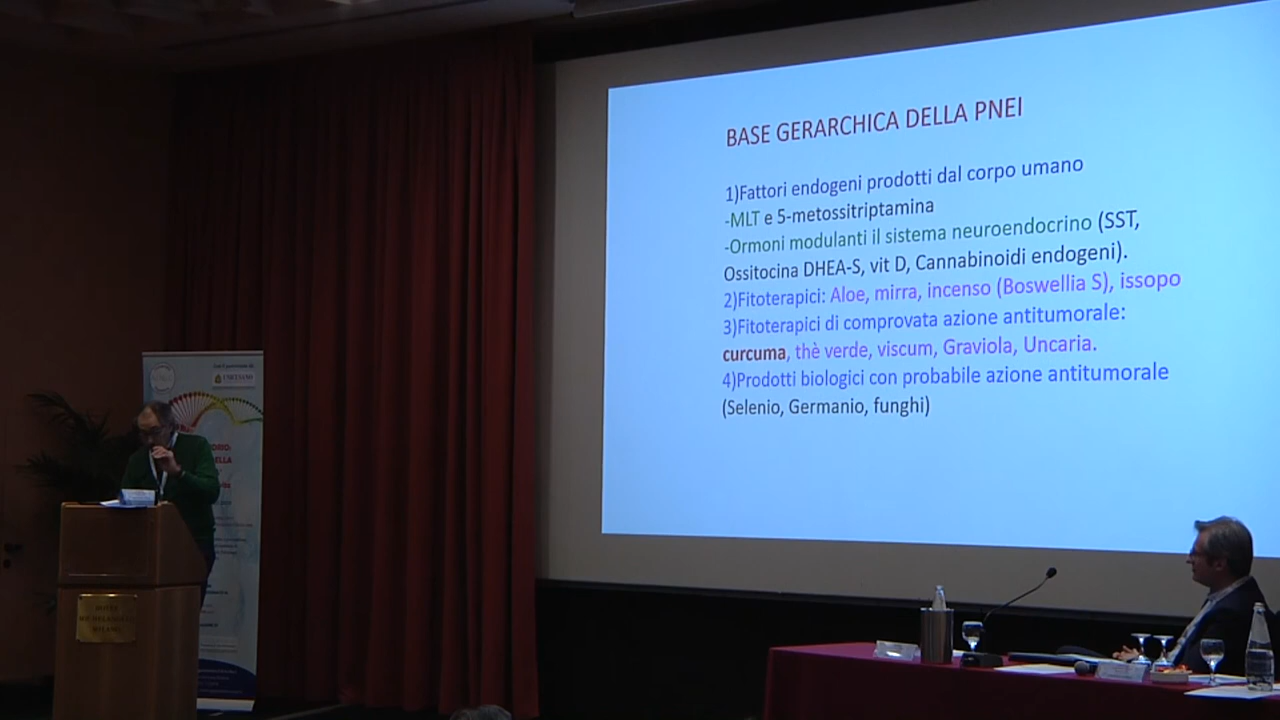 BASE GERARCHICA DELLA PNEI
1)Fattori endogeni prodotti dal corpo umano
-MLT e 5-metossitriptamina
-Ormoni modulanti il sistema neuroendocrino (SST,
Ossitocina DHEA-S, vit D, Cannabinoidi endogeni).
2)Fitoterapici: Aloe, mirra, incenso (Boswellia S), issopo
3)Fitoterapici di comprovata azione antitumorale:
curcuma, thè verde, viscum, Graviola, Uncaria.
4)Prodotti biologici con probabile azione antitumorale
(Selenio, Germanio, funghi)